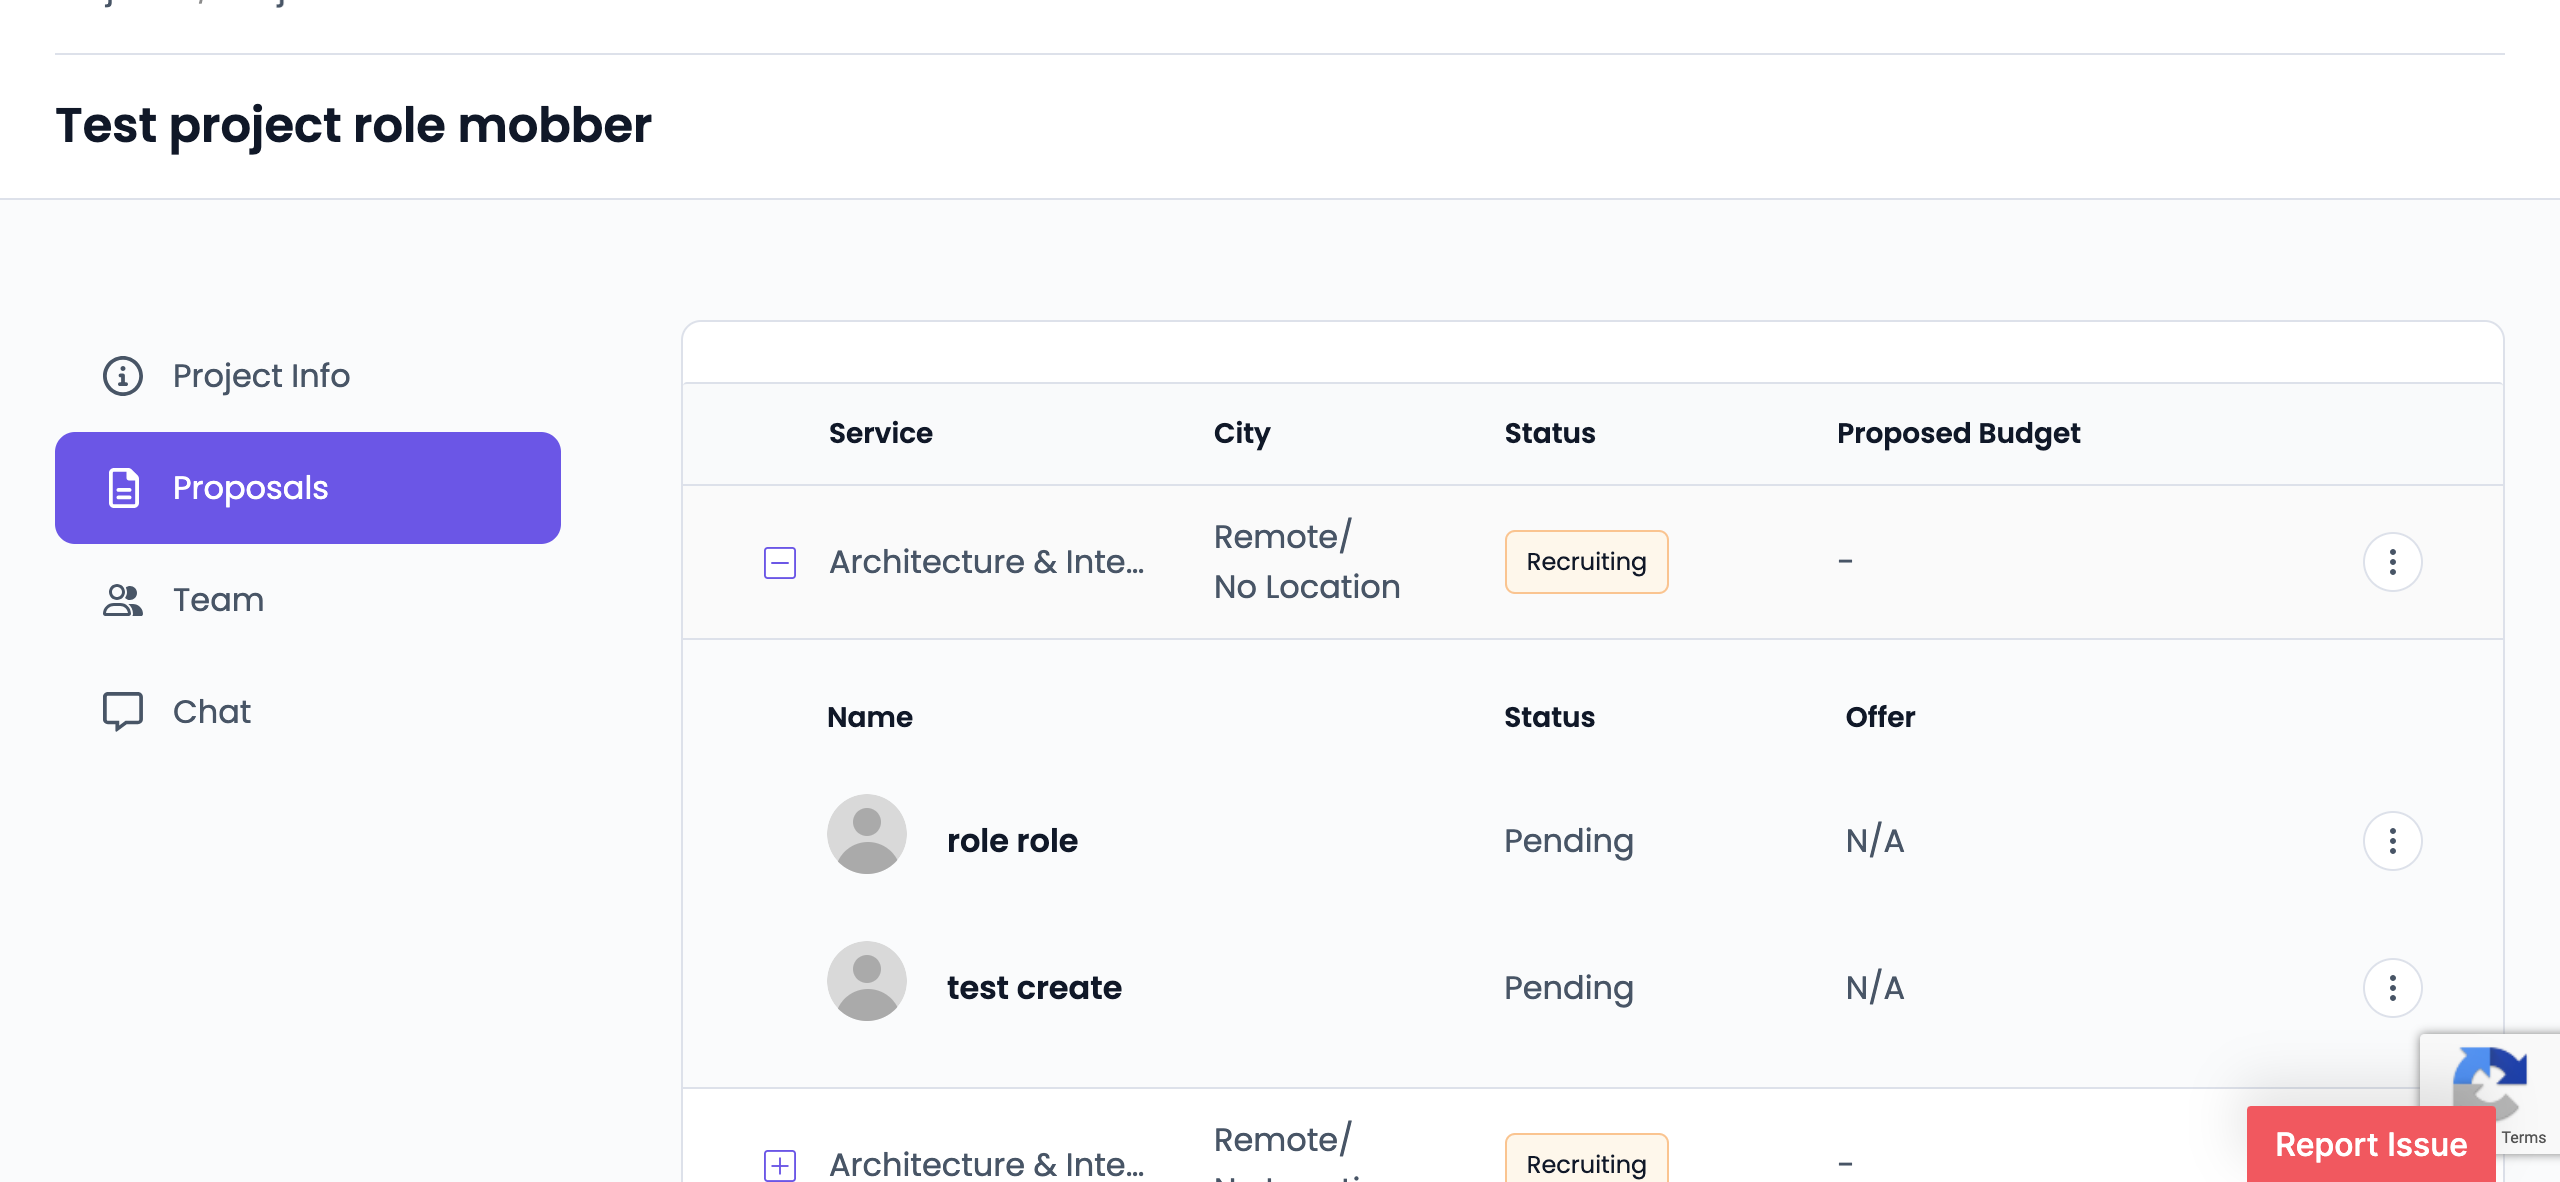 Test project role mobber
Project Info
Proposals
Team
Chat
Service City Status Proposed Budget
Architecture & Inte... Remote/ Recruiting -
No Location
Name Status Offer
role role Pending N/A
test create Pending N/A
Architecture & Inte... Remote/ Recruiting -
Report Issue
Terms